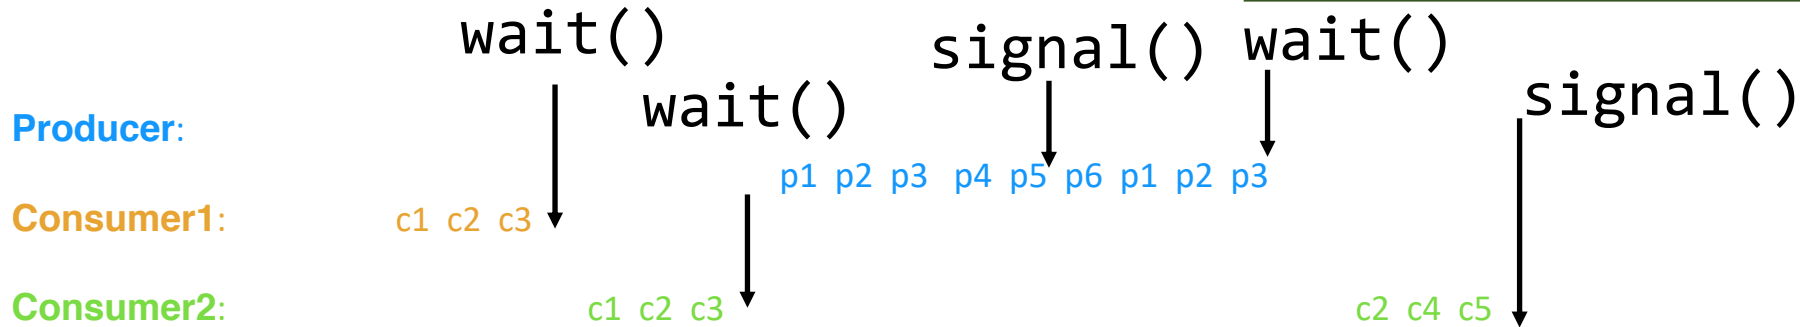 wait() signal() wait()
wait() signal()
Producer:
p1 p2 p3 p4 p5 p6 p1 p2 p3
Consumer1: c1 c2 c3
Consumer2: c1 c2 c3 c2 c4 c5